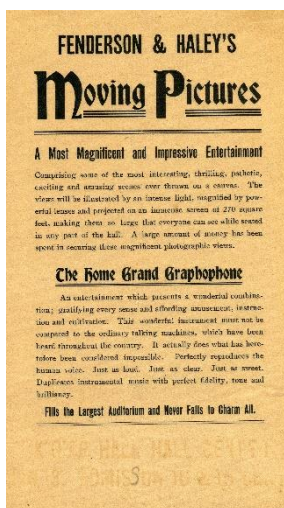 FENDERSON & HALEY'S
Moving Pictures
A Most Magnificent and Impressive Entertainment
Comprising some of the most interesting, thrilling, pathetic,
exciting and amusing scenes ever thrown on a canvas. The
views will be illustrated by an intense light, magnified by pow-
erful lenses and projected on an immense screen of 270 square
feet, making them so large that everyone can see while seated
in any part of the hall. A large amount of money has been
spent in securing these magnificent photographic views.
The Home Grand Graphophone
An entertainment which presents a wonderful combina-
tion; gratifying every sense and affording amusement, instruc-
tion and cultivation. This wonderful instrument must not be
compared to the ordinary talking machines, which have been
heard throughout the country. It actually does what has here-
tofore been considered impossible. Perfectly reproduces the
human voice. Just as loud. Just as clear. Just as sweet.
Duplicates instrumental music with perfect fidelity, tone and
brilliancy.
Fills the Largest Auditorium and Never Fails to Charm All.
HALL
ADMISSION 10